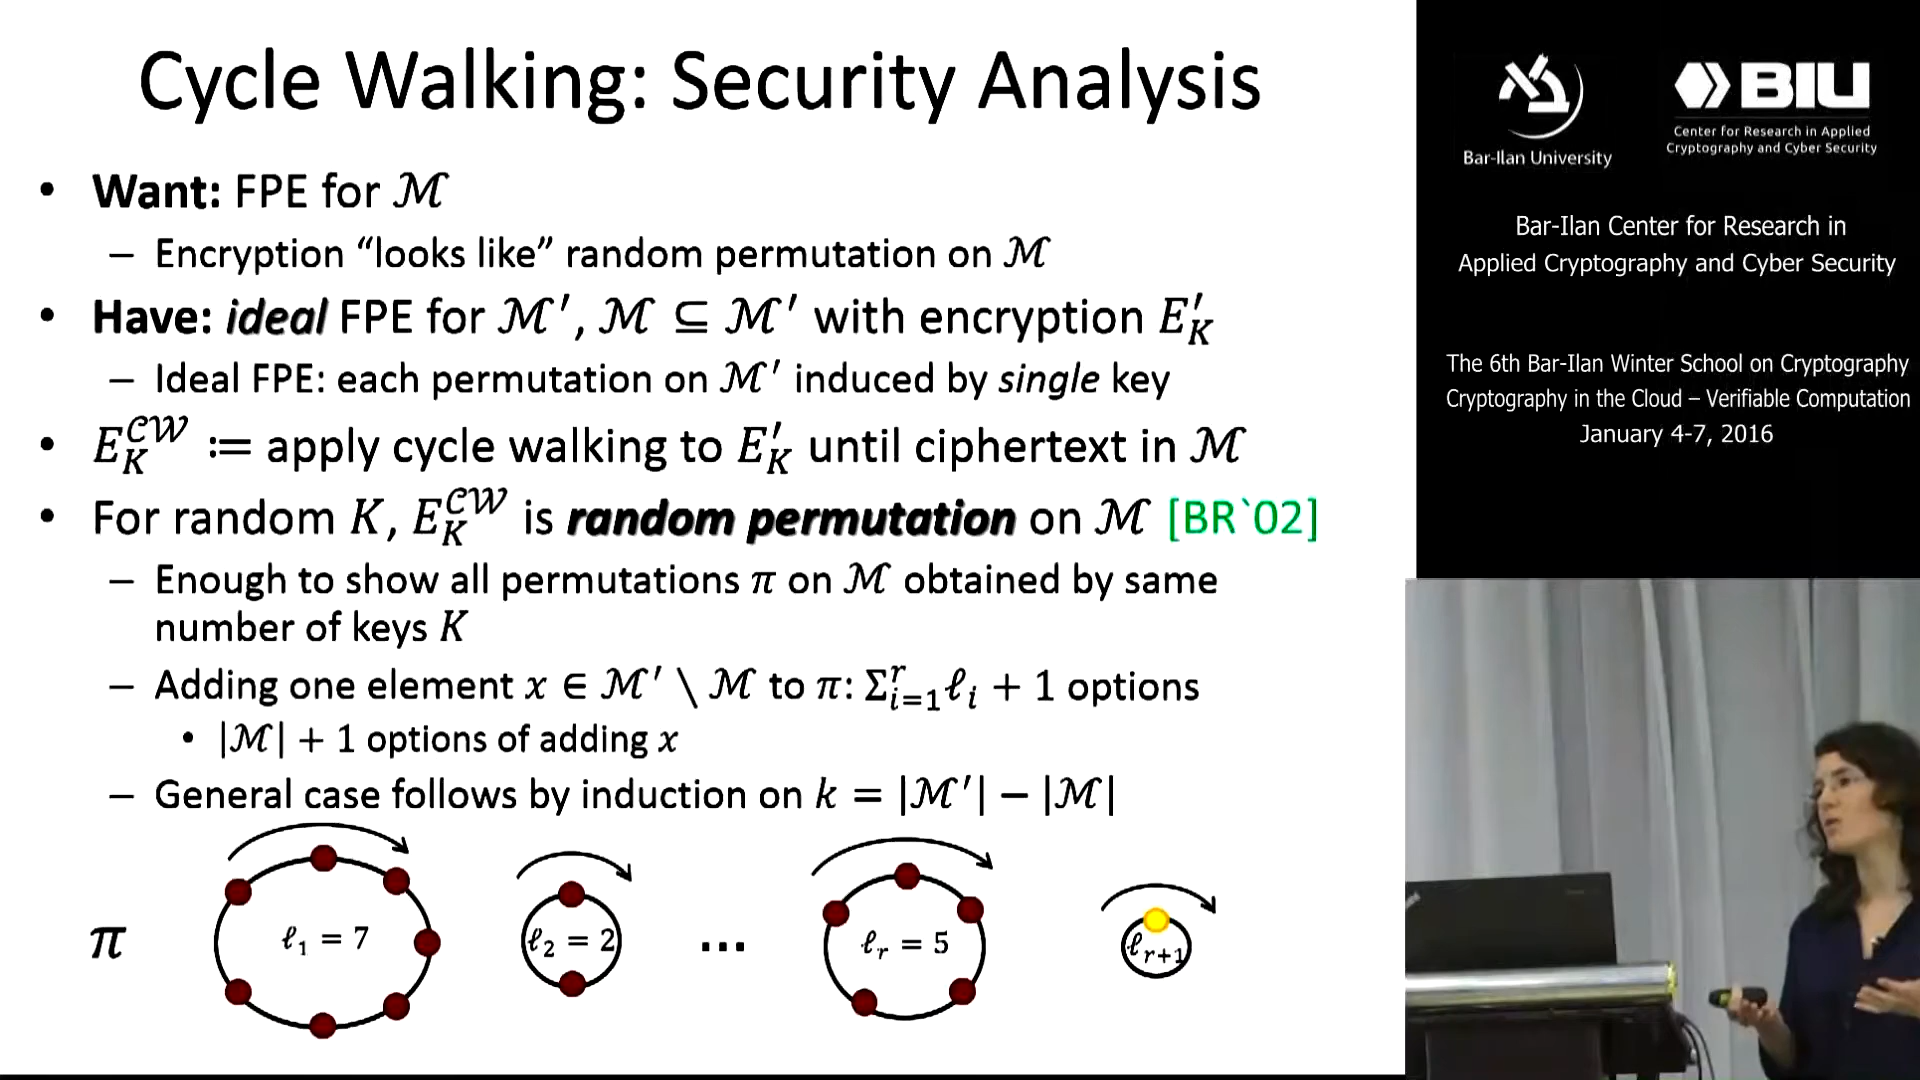 Cycle Walking: Security Analysis
• Want: FPE for ℳ
– Encryption “looks like” random permutation on ℳ
• Have: ideal FPE for ℳ′, ℳ ⊆ ℳ′ with encryption E′_K
– Ideal FPE: each permutation on ℳ′ induced by single key
• E_K^𝒞𝒲 := apply cycle walking to E′_K until ciphertext in ℳ
• For random K, E_K^𝒞𝒲 is random permutation on ℳ [BR`02]
– Enough to show all permutations π on ℳ obtained by same
number of keys K
– Adding one element x ∈ ℳ′ \ ℳ to π: Σ_{i=1}^r ℓ_i + 1 options
• |ℳ| + 1 options of adding x
– General case follows by induction on k = |ℳ′| − |ℳ|
π ℓ_1 = 7 ℓ_2 = 2 ... ℓ_r = 5 ℓ_{r+1}
Bar-Ilan University
BIU
Center for Research in Applied
Cryptography and Cyber Security
Bar-Ilan Center for Research in
Applied Cryptography and Cyber Security
The 6th Bar-Ilan Winter School on Cryptography
Cryptography in the Cloud – Verifiable Computation
January 4-7, 2016